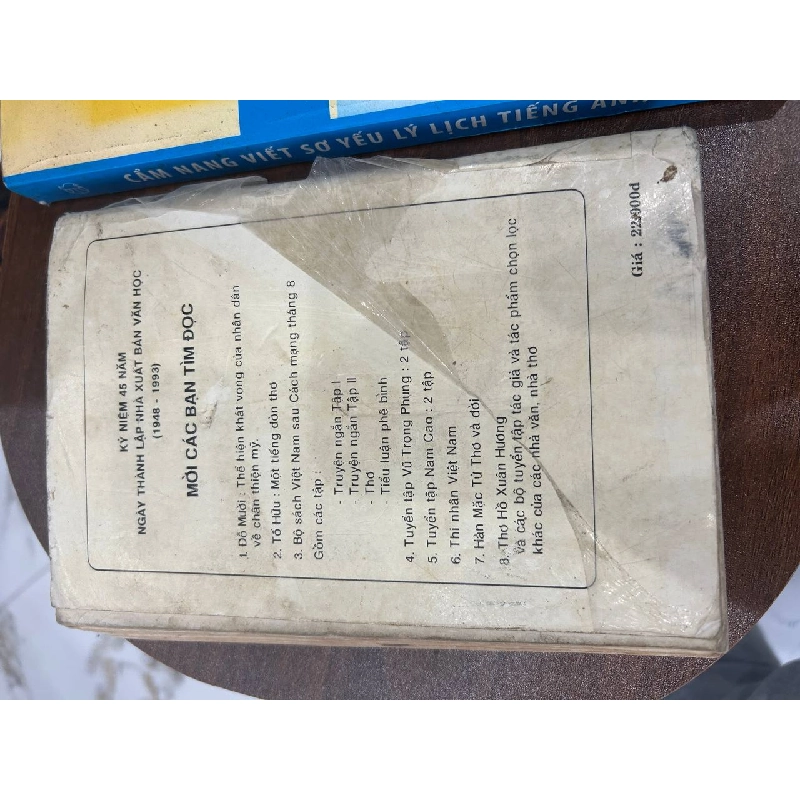 CẨM NANG VIẾT SƠ YẾU LÝ LỊCH TIẾNG ANH
KỶ NIỆM 45 NĂM
NGÀY THÀNH LẬP NHÀ XUẤT BẢN VĂN HỌC
(1948 - 1993)
MỜI CÁC BẠN TÌM ĐỌC
1. Đỗ Mười : Thể hiện khát vọng của nhân dân
về chân thiện mỹ.
2. Tố Hữu : Một tiếng đờn thơ
3. Bộ sách Việt Nam sau Cách mạng tháng 8
Gồm các tập :
- Truyện ngắn Tập I
- Truyện ngắn Tập II
- Thơ
- Tiểu luận phê bình
4. Tuyển tập Vũ Trọng Phụng : 2 tập
5. Tuyển tập Nam Cao : 2 tập
6. Thi nhân Việt Nam
7. Hàn Mặc Tử Thơ và đời
8. Thơ Hồ Xuân Hương
và các bộ tuyển tập tác giả và tác phẩm chọn lọc
khác của các nhà văn, nhà thơ
Giá : 22.000đ